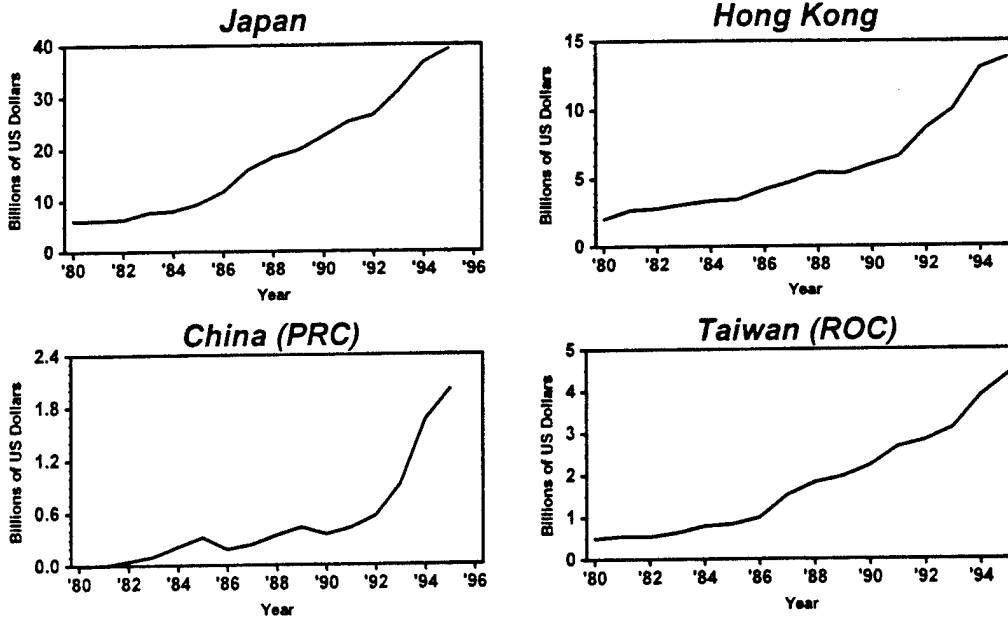 Japan
Billions of US Dollars
40
30
20
10
0
'80 '82 '84 '86 '88 '90 '92 '94 '96
Year
Hong Kong
Billions of US Dollars
15
10
5
0
'80 '82 '84 '86 '88 '90 '92 '94
Year
China (PRC)
Billions of US Dollars
2.4
1.8
1.2
0.6
0.0
'80 '82 '84 '86 '88 '90 '92 '94 '96
Year
Taiwan (ROC)
Billions of US Dollars
5
4
3
2
1
0
'80 '82 '84 '86 '88 '90 '92 '94
Year